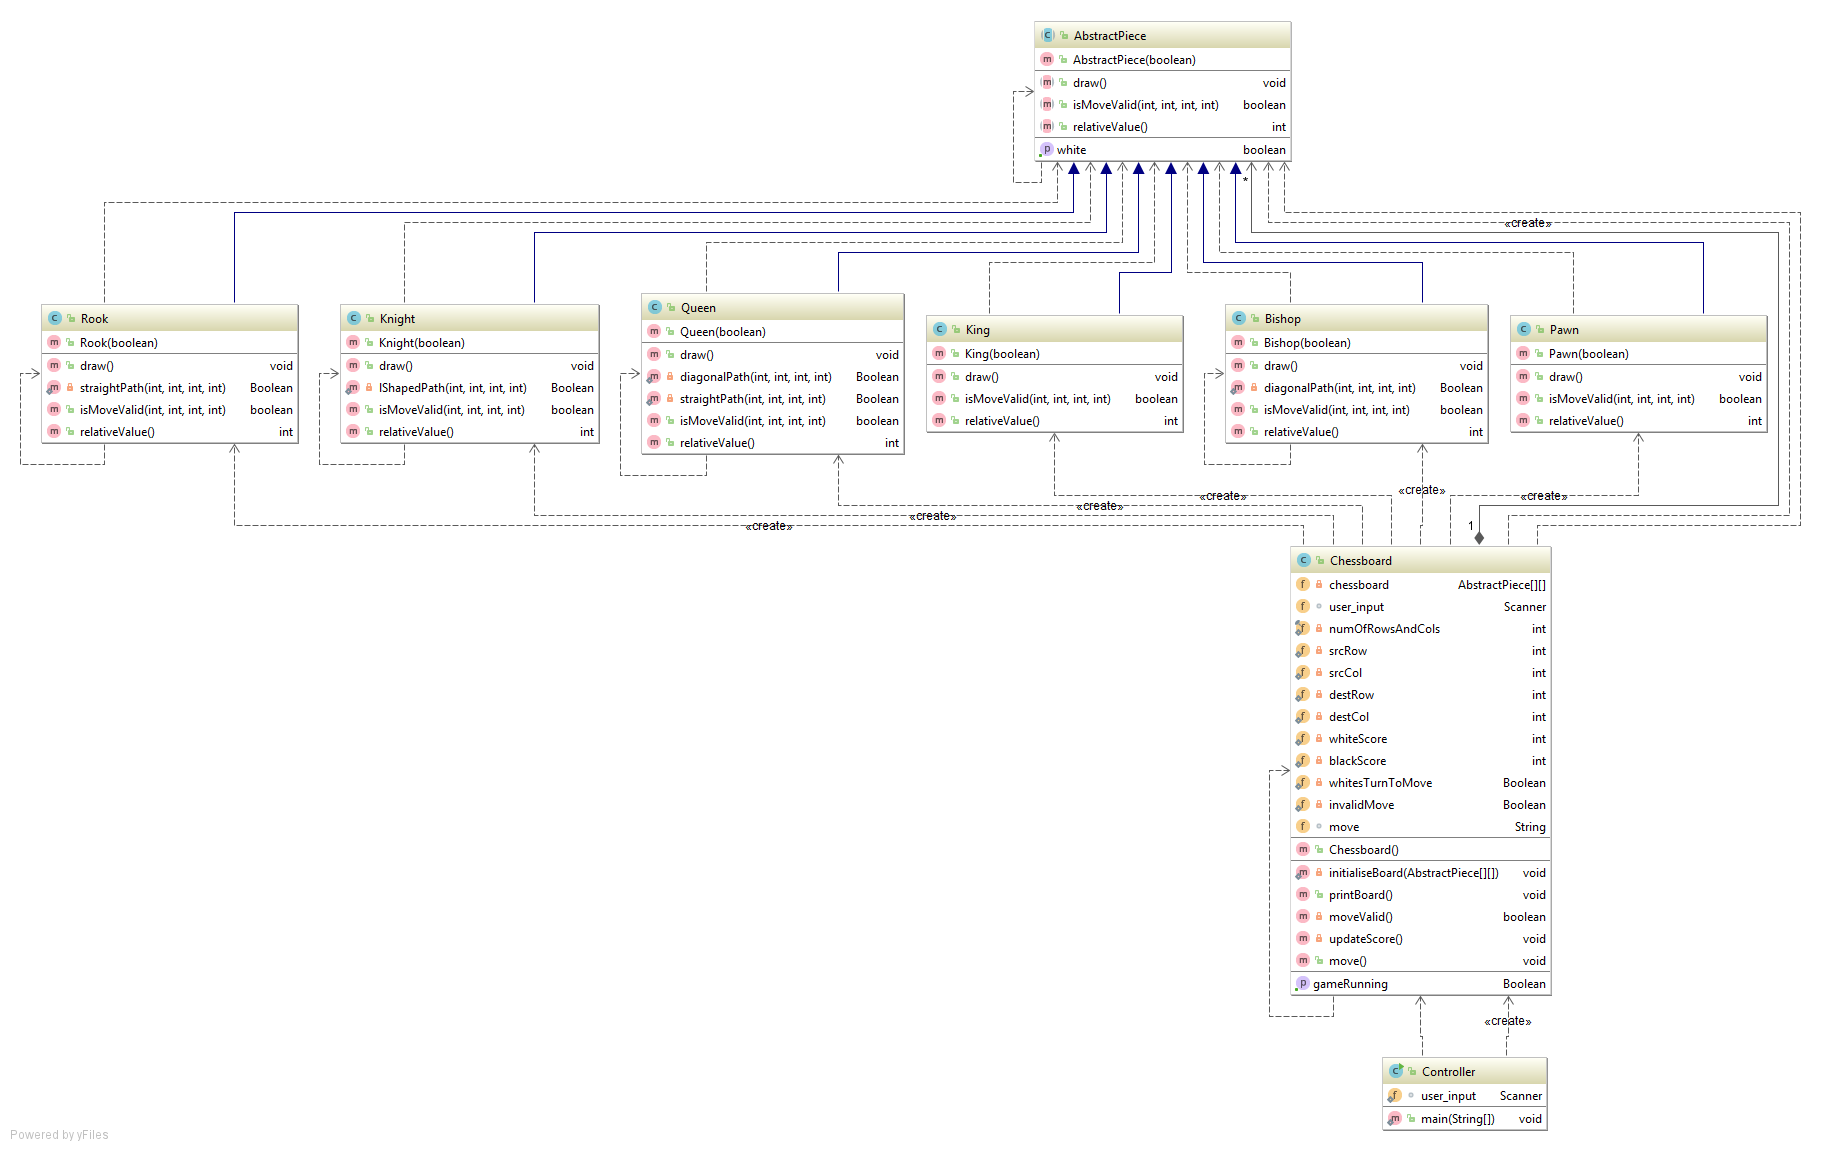 AbstractPiece
AbstractPiece(boolean)
draw() void
isMoveValid(int, int, int, int) boolean
relativeValue() int
white boolean
*
«create»
Rook
Rook(boolean)
draw() void
straightPath(int, int, int, int) Boolean
isMoveValid(int, int, int, int) boolean
relativeValue() int
Knight
Knight(boolean)
draw() void
lShapedPath(int, int, int, int) Boolean
isMoveValid(int, int, int, int) boolean
relativeValue() int
Queen
Queen(boolean)
draw() void
diagonalPath(int, int, int, int) Boolean
straightPath(int, int, int, int) Boolean
isMoveValid(int, int, int, int) boolean
relativeValue() int
King
King(boolean)
draw() void
isMoveValid(int, int, int, int) boolean
relativeValue() int
Bishop
Bishop(boolean)
draw() void
diagonalPath(int, int, int, int) Boolean
isMoveValid(int, int, int, int) boolean
relativeValue() int
Pawn
Pawn(boolean)
draw() void
isMoveValid(int, int, int, int) boolean
relativeValue() int
«create»
«create»
«create»
«create»
«create»
«create»
1
Chessboard
chessboard AbstractPiece[][]
user_input Scanner
numOfRowsAndCols int
srcRow int
srcCol int
destRow int
destCol int
whiteScore int
blackScore int
whitesTurnToMove Boolean
invalidMove Boolean
move String
Chessboard()
initialiseBoard(AbstractPiece[][]) void
printBoard() void
moveValid() boolean
updateScore() void
move() void
gameRunning Boolean
«create»
Controller
user_input Scanner
main(String[]) void
Powered by yFiles